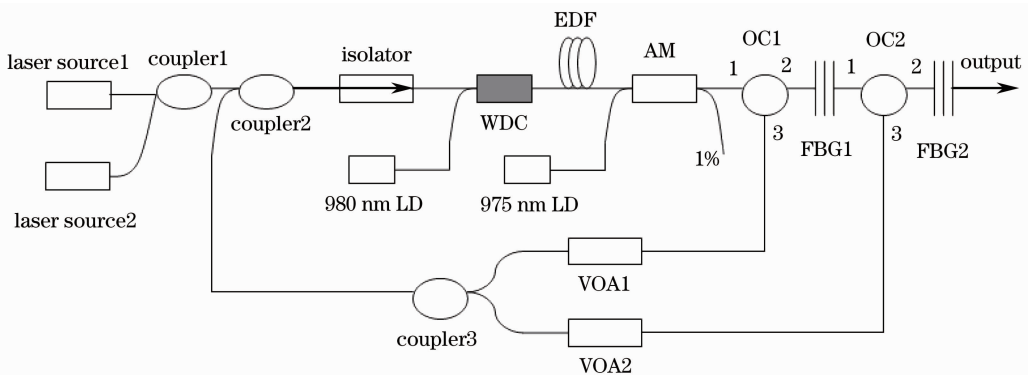 laser source1
coupler1
coupler2
isolator
WDC
EDF
AM
OC1
OC2
output
1
2
3
1
2
3
FBG1
FBG2
1%
laser source2
980 nm LD
975 nm LD
VOA1
coupler3
VOA2